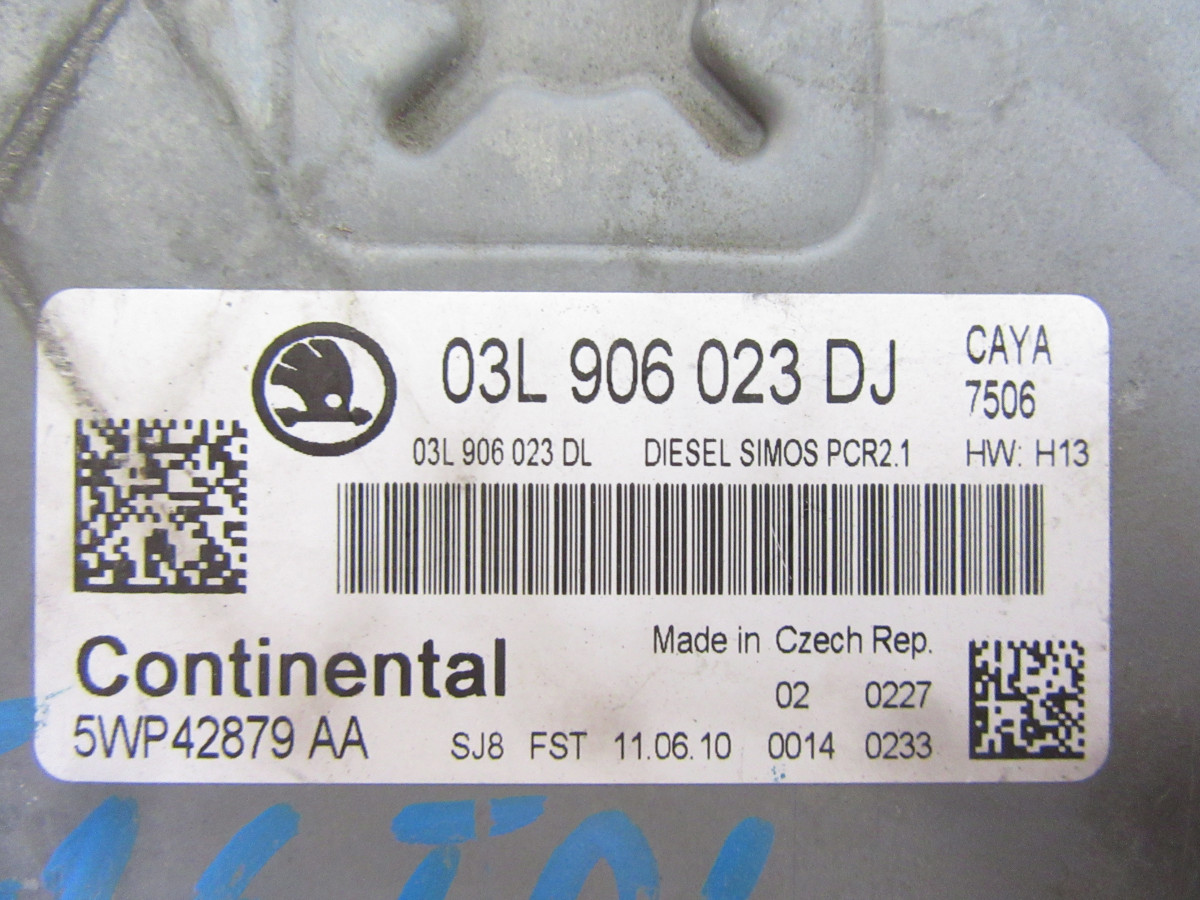 03L 906 023 DJ
CAYA
7506
03L 906 023 DL DIESEL SIMOS PCR2.1 HW: H13
Made in Czech Rep.
Continental
02 0227
5WP42879 AA
SJ8 FST 11.06.10 0014 0233